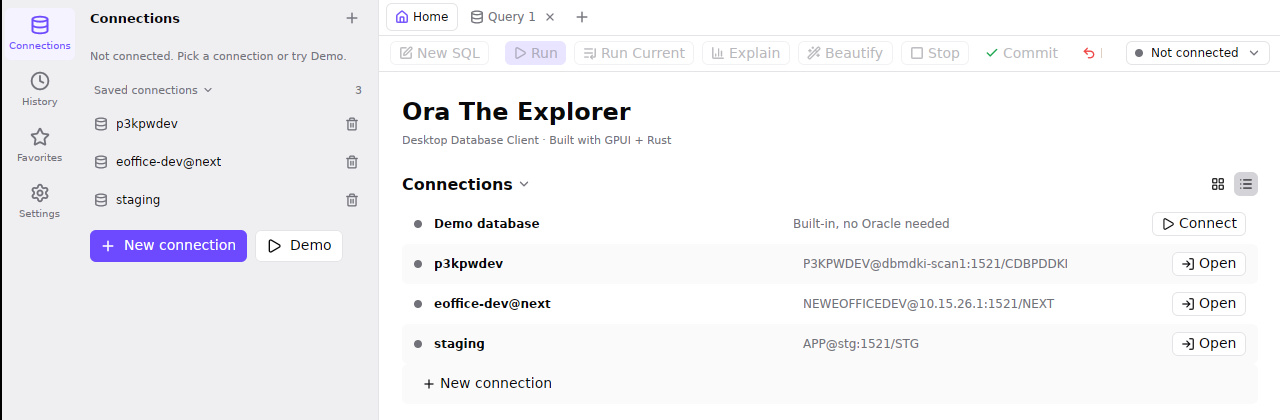 Connections
History
Favorites
Settings
Connections
Not connected. Pick a connection or try Demo.
Saved connections 3
p3kpwdev
eoffice-dev@next
staging
New connection Demo
Home Query 1
New SQL Run Run Current Explain Beautify Stop Commit Not connected
Ora The Explorer
Desktop Database Client · Built with GPUI + Rust
Connections
Demo database Built-in, no Oracle needed Connect
p3kpwdev P3KPWDEV@dbmdki-scan1:1521/CDBPDDKI Open
eoffice-dev@next NEWEOFFICEDEV@10.15.26.1:1521/NEXT Open
staging APP@stg:1521/STG Open
New connection